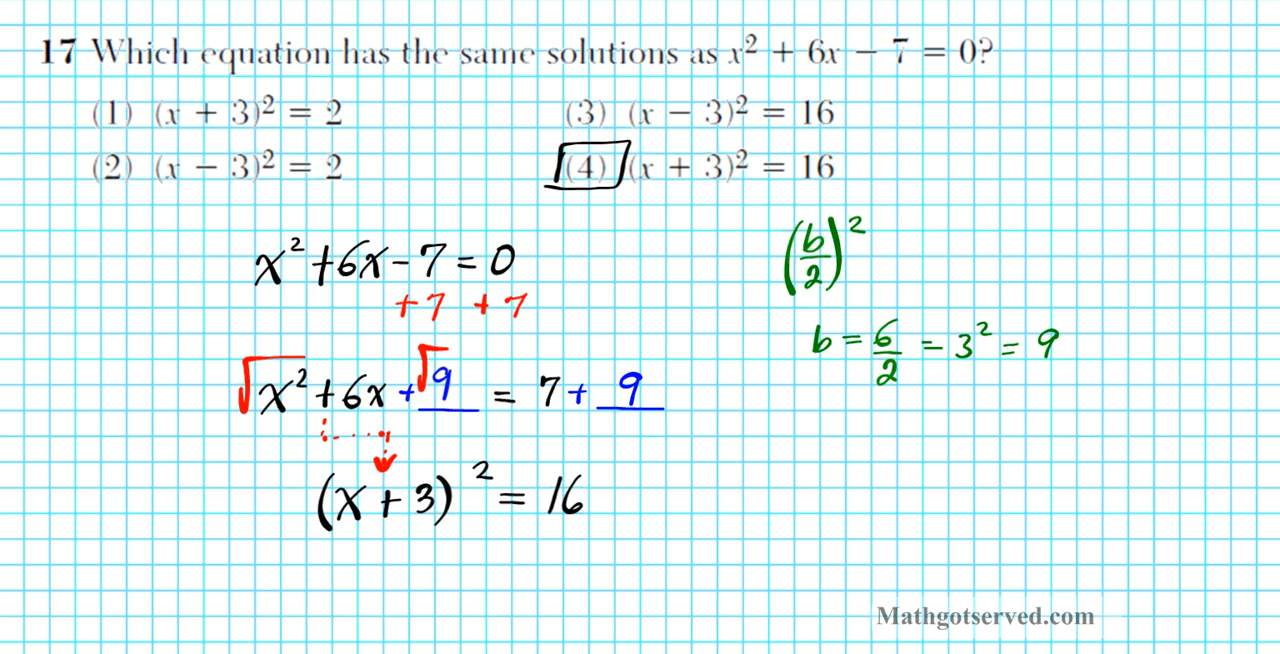 17 Which equation has the same solutions as x² + 6x − 7 = 0?
(1) (x + 3)² = 2
(3) (x − 3)² = 16
(2) (x − 3)² = 2
(4) (x + 3)² = 16
x² + 6x − 7 = 0
+7 +7
(b/2)²
b = 6/2 = 3² = 9
√x² + 6x + √9 = 7 + 9
(x + 3)² = 16
Mathgotserved.com